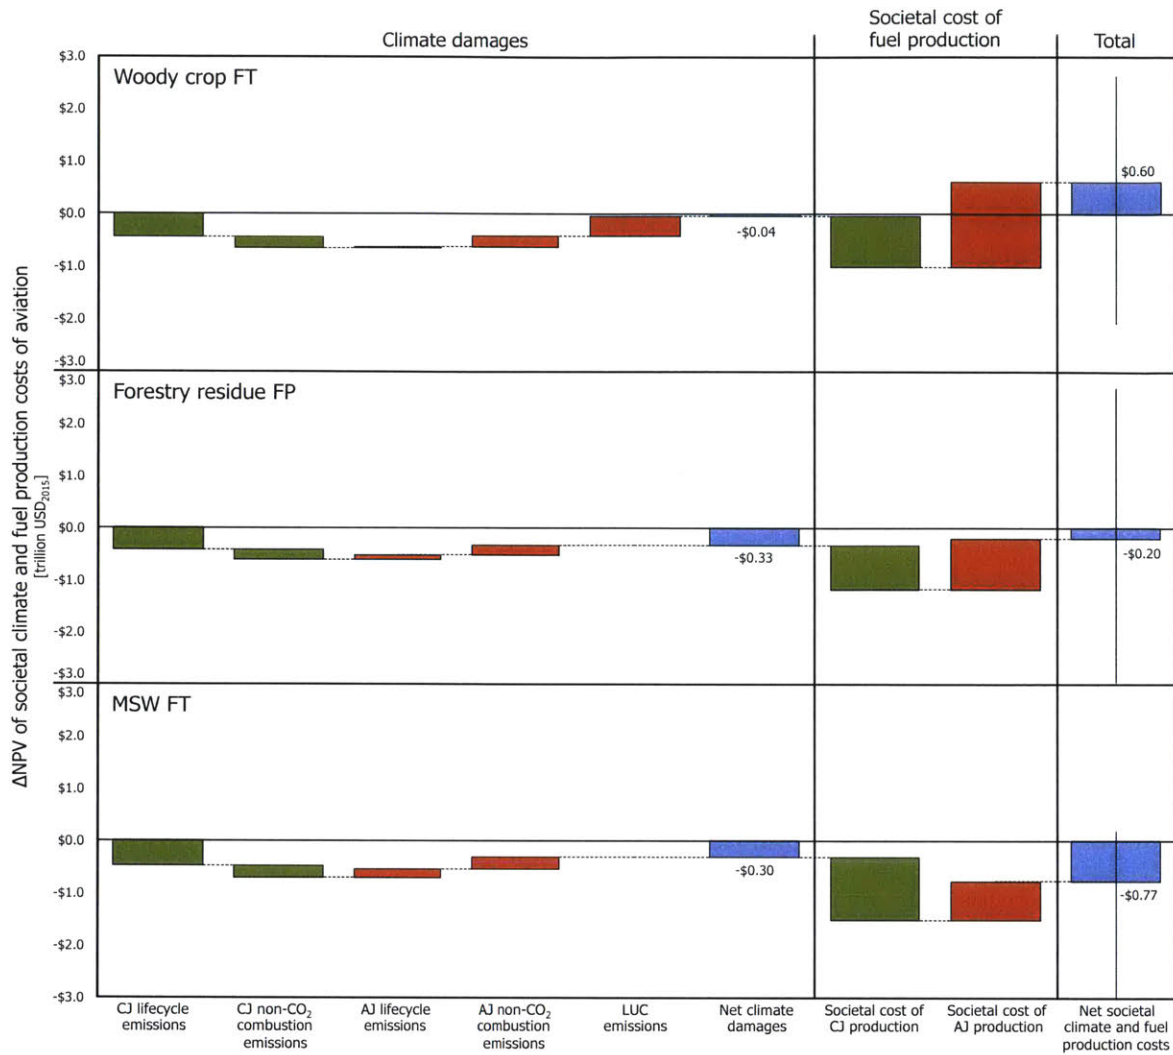 Climate damages
Societal cost of
fuel production
Total
ΔNPV of societal climate and fuel production costs of aviation
[trillion USD2015]
$3.0
Woody crop FT
$2.0
$1.0
$0.60
$0.0
-$0.04
-$1.0
-$2.0
-$3.0
$3.0
Forestry residue FP
$2.0
$1.0
$0.0
-$0.33
-$0.20
-$1.0
-$2.0
-$3.0
$3.0
MSW FT
$2.0
$1.0
$0.0
-$0.30
-$0.77
-$1.0
-$2.0
-$3.0
CJ lifecycle
emissions
CJ non-CO2
combustion
emissions
AJ lifecycle
emissions
AJ non-CO2
combustion
emissions
LUC
emissions
Net climate
damages
Societal cost of
CJ production
Societal cost of
AJ production
Net societal
climate and fuel
production costs